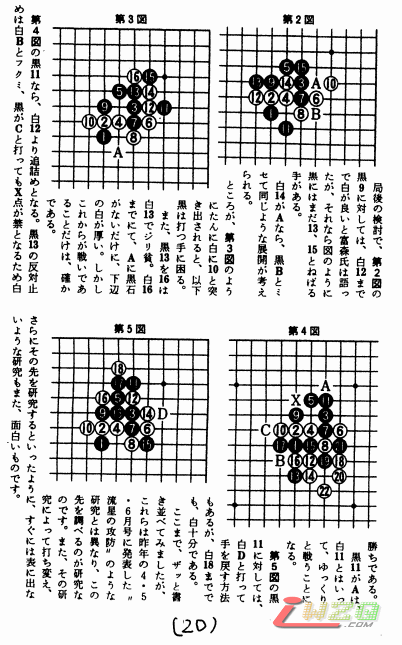 第2図
局後の検討で、第2図の
黒9に対しては、白12まで
で白が良いと富森氏は語っ
たが、それなら図のように
黒にはまだ13、15とねばる
手がある。
白14がAなら、黒Bとミ
セて同じような展開が考え
られる。
ところが、第3図のよう
第3図
にたんに白に10と突
き出されると、以下
黒は打つ手に困る。
また、黒13を16は
白13でジリ貧。白16
までにて、Aに黒石
がないだけに、下辺
の白が厚い。しかし
これからが戦いであ
ることだけは、確か
である。
第4図の黒11なら、白12より追詰めとなる。黒13の反対止
めは白Bとフクミ、黒がCと打ってもX点が禁となるため白
第4図
勝ちである。
黒11がAは、
白11とはいっ
て、ゆっくり
と戦うことに
なる。
第5図の黒
11に対しては、
白Dと打って
手を戻す方法
第5図
もあるが、白18までで
も、白十分である。
ここまで、ザッと書
き並べてみましたが、
これらは昨年の4・5
・6月号に発表した〝
流星の攻防〟のような
研究とは異なり、この
先を調べるのが研究な
のです。また、その研
究によって打ち変え、
さらにその先を研究するといったように、すぐには表に出な
いような研究もまた、面白いものです。
(20)